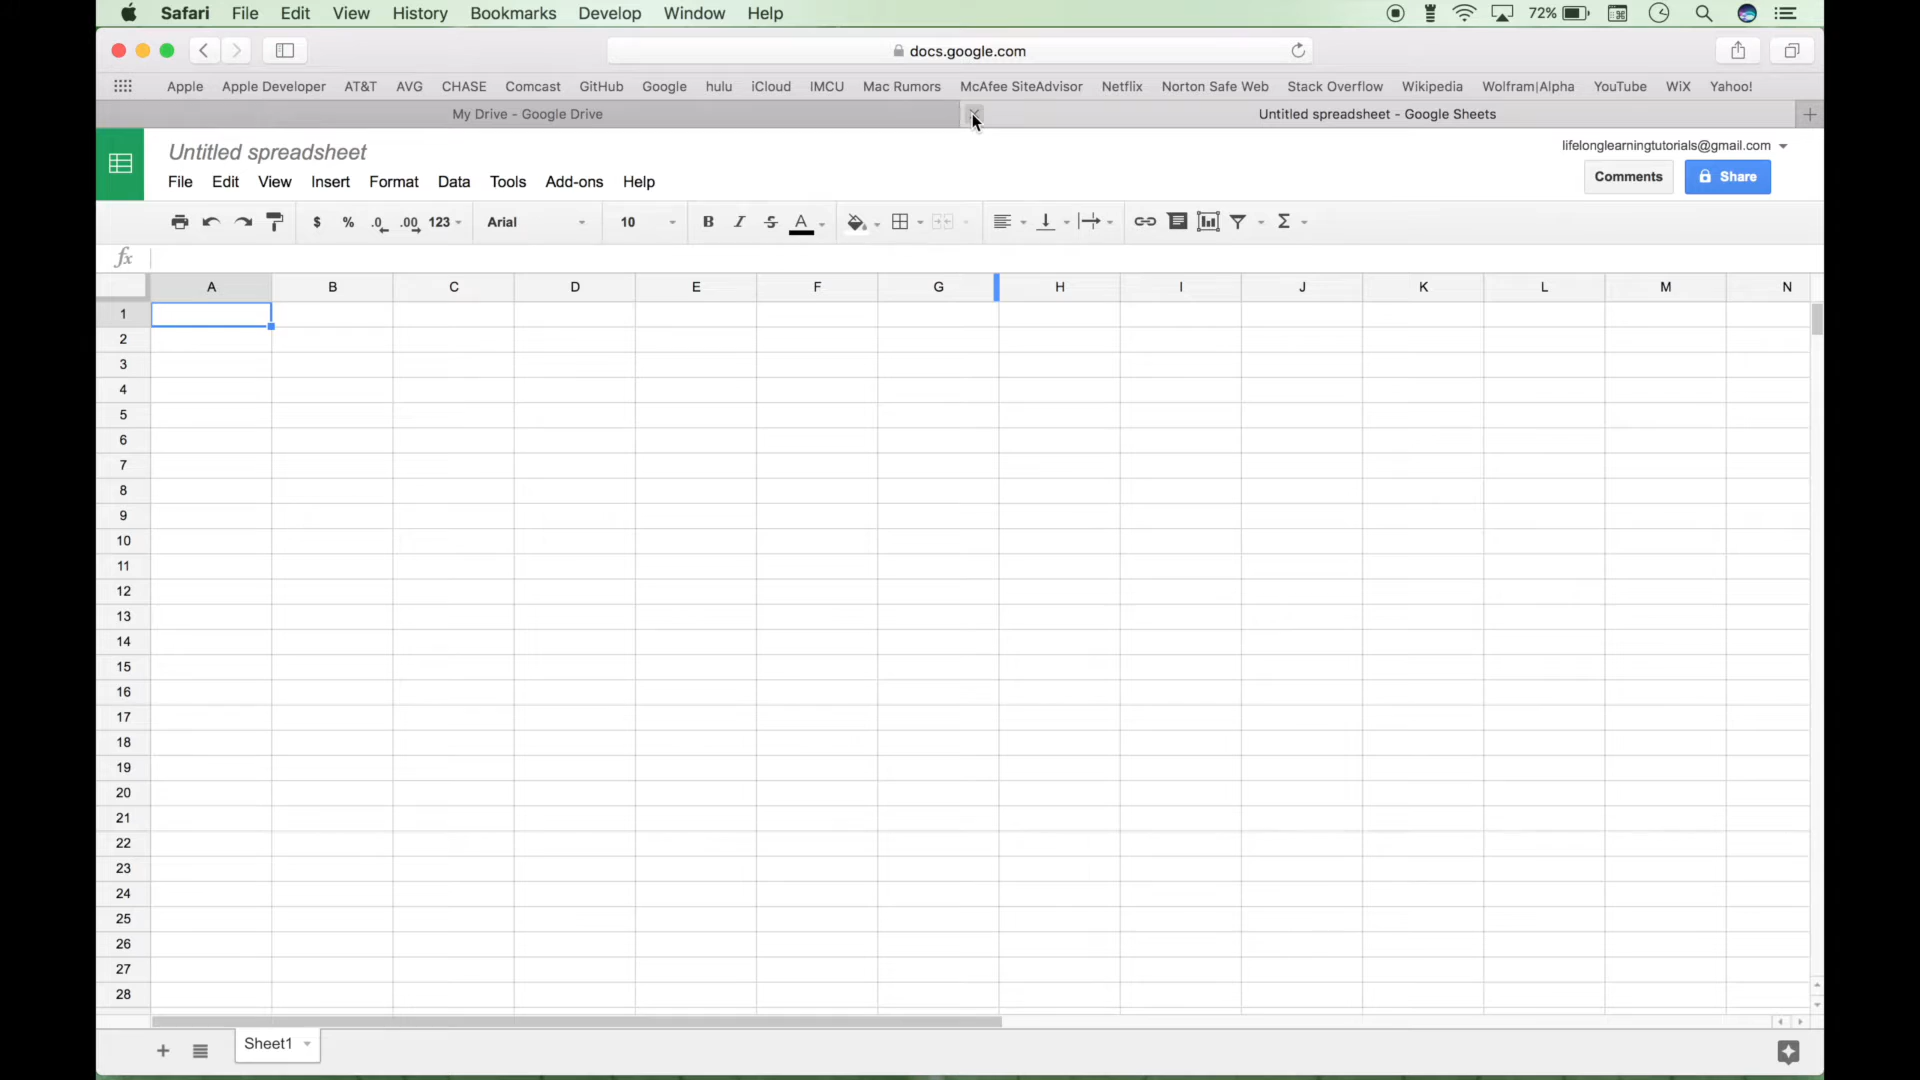 Safari File Edit View History Bookmarks Develop Window Help 72%
docs.google.com
Apple Apple Developer AT&T AVG CHASE Comcast GitHub Google hulu iCloud IMCU Mac Rumors McAfee SiteAdvisor Netflix Norton Safe Web Stack Overflow Wikipedia Wolfram|Alpha YouTube WiX Yahoo!
My Drive - Google Drive Untitled spreadsheet - Google Sheets
Untitled spreadsheet lifelonglearningtutorials@gmail.com
File Edit View Insert Format Data Tools Add-ons Help Comments Share
$ % .0 .00 123 Arial 10 B I S A Σ
fx
A B C D E F G H I J K L M N
1
2
3
4
5
6
7
8
9
10
11
12
13
14
15
16
17
18
19
20
21
22
23
24
25
26
27
28
Sheet1